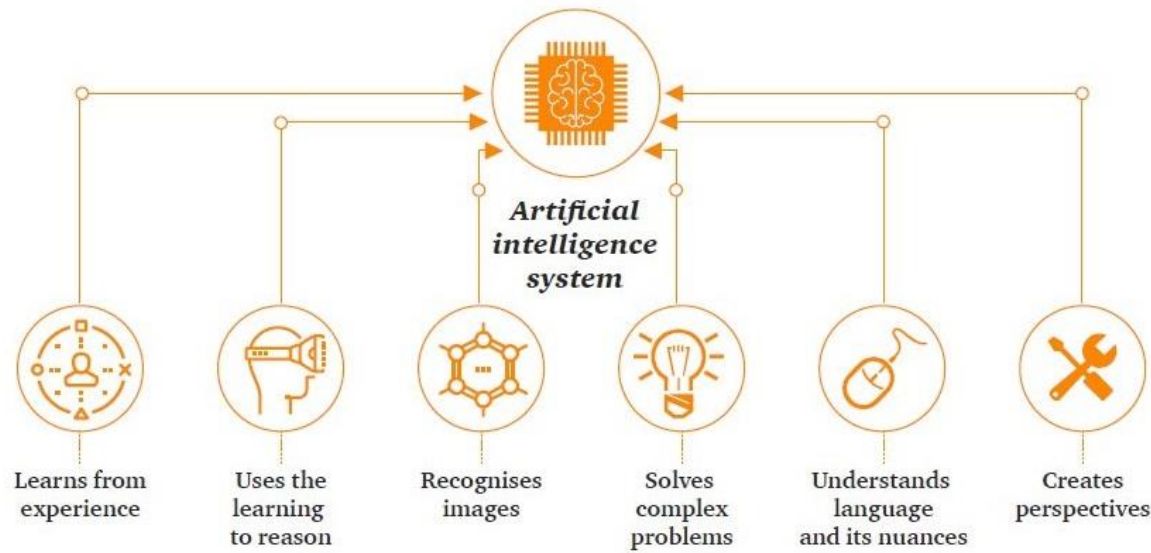 Artificial
intelligence
system
Learns from
experience
Uses the
learning
to reason
Recognises
images
Solves
complex
problems
Understands
language
and its nuances
Creates
perspectives